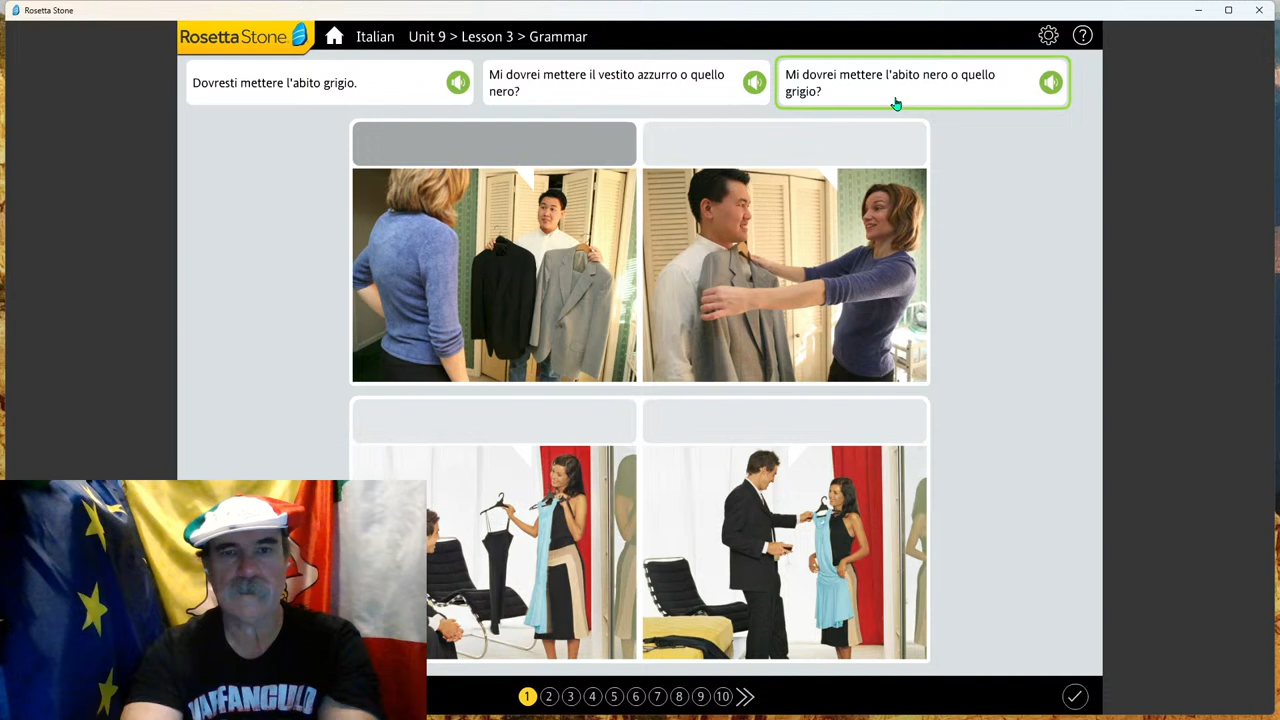 Rosetta Stone
RosettaStone
Italian
Unit 9 > Lesson 3 > Grammar
Dovresti mettere l'abito grigio.
Mi dovrei mettere il vestito azzurro o quello
nero?
Mi dovrei mettere l'abito nero o quello
grigio?
VAFFANCULO
1 2 3 4 5 6 7 8 9 10